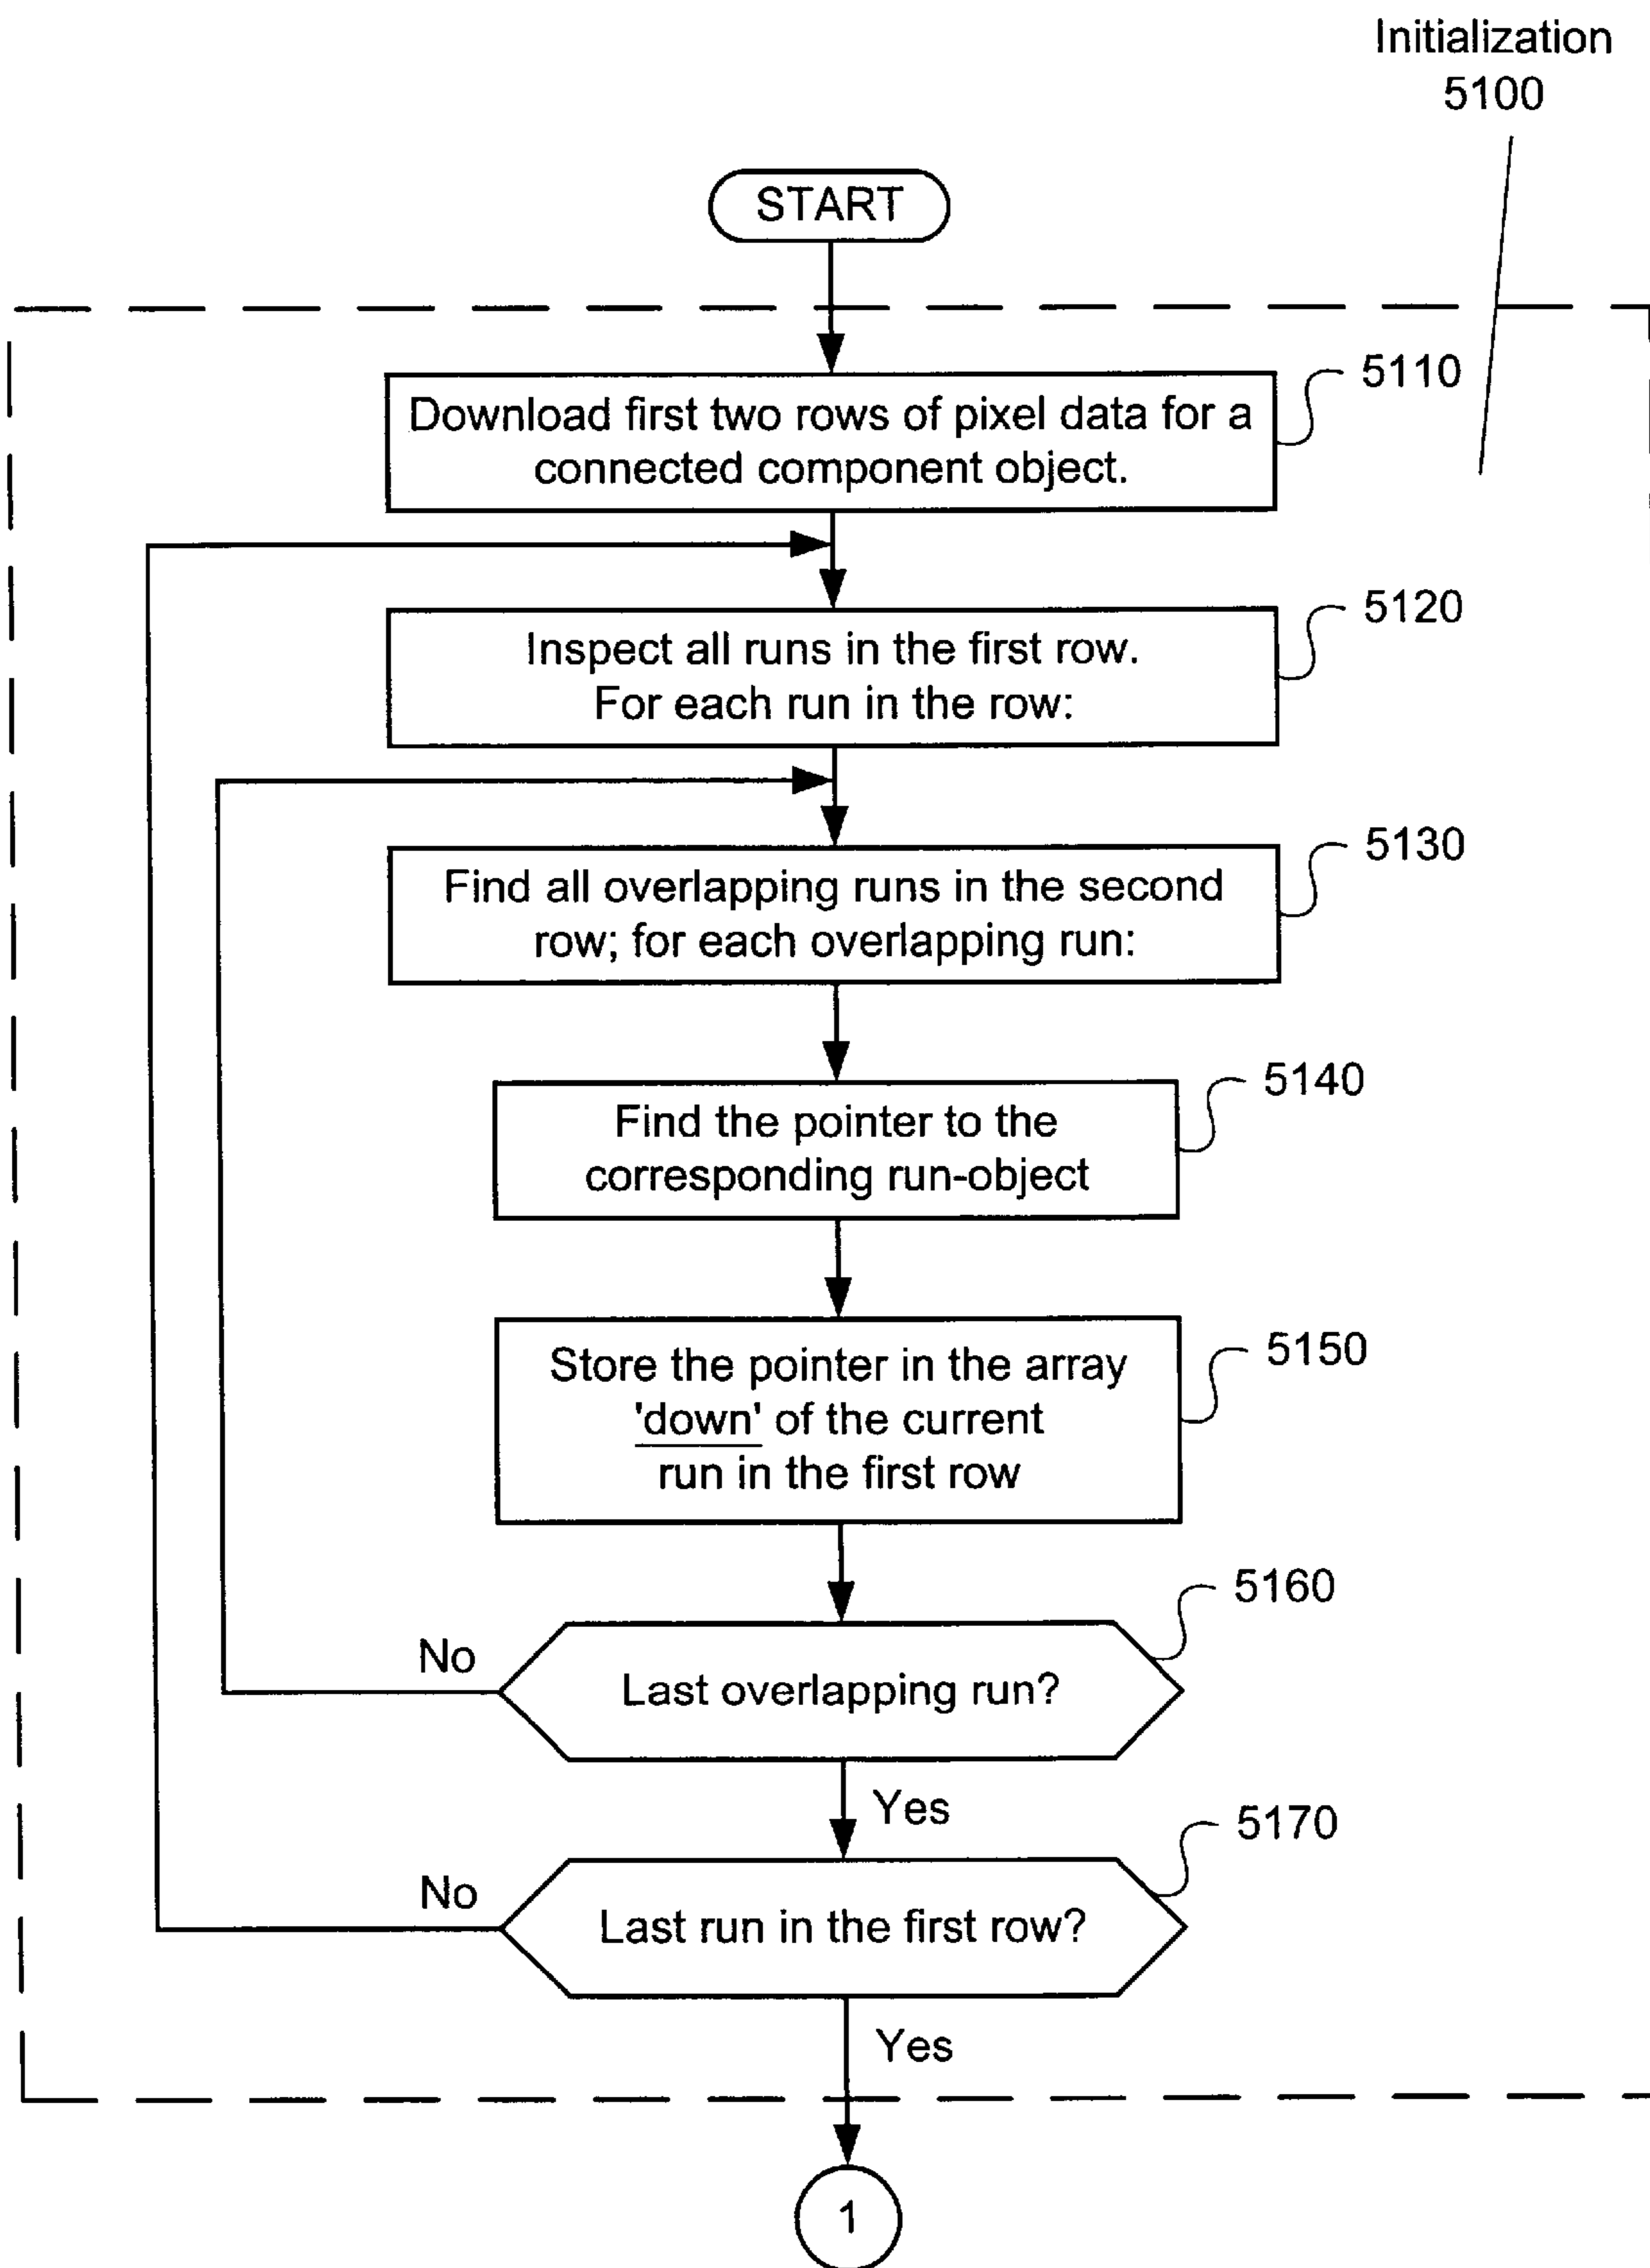 Initialization
5100
START
5110
Download first two rows of pixel data for a
connected component object.
5120
Inspect all runs in the first row.
For each run in the row:
5130
Find all overlapping runs in the second
row; for each overlapping run:
5140
Find the pointer to the
corresponding run-object
5150
Store the pointer in the array
'down' of the current
run in the first row
5160
No
Last overlapping run?
Yes
5170
No
Last run in the first row?
Yes
1